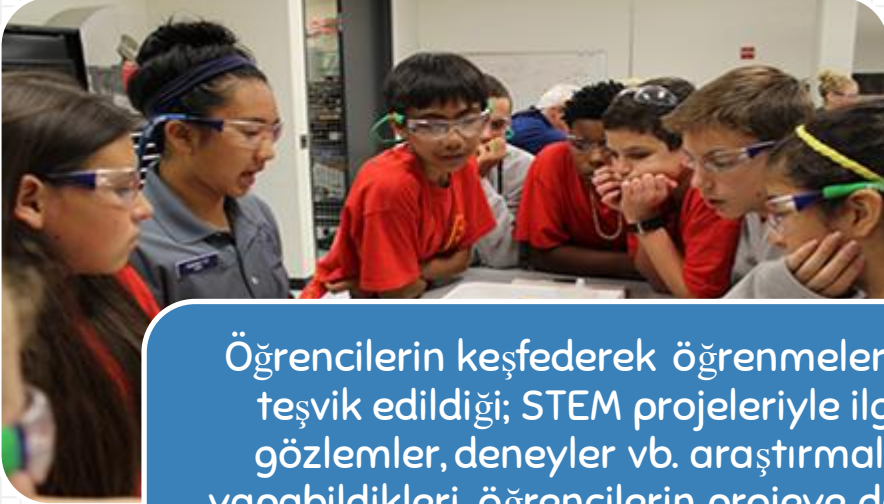 Öğrencilerin keşfederek öğrenmeler
teşvik edildiği; STEM projeleriyle ilg
gözlemler, deneyler vb. araştırmal
yapabildikleri, öğrencilerin projeye d